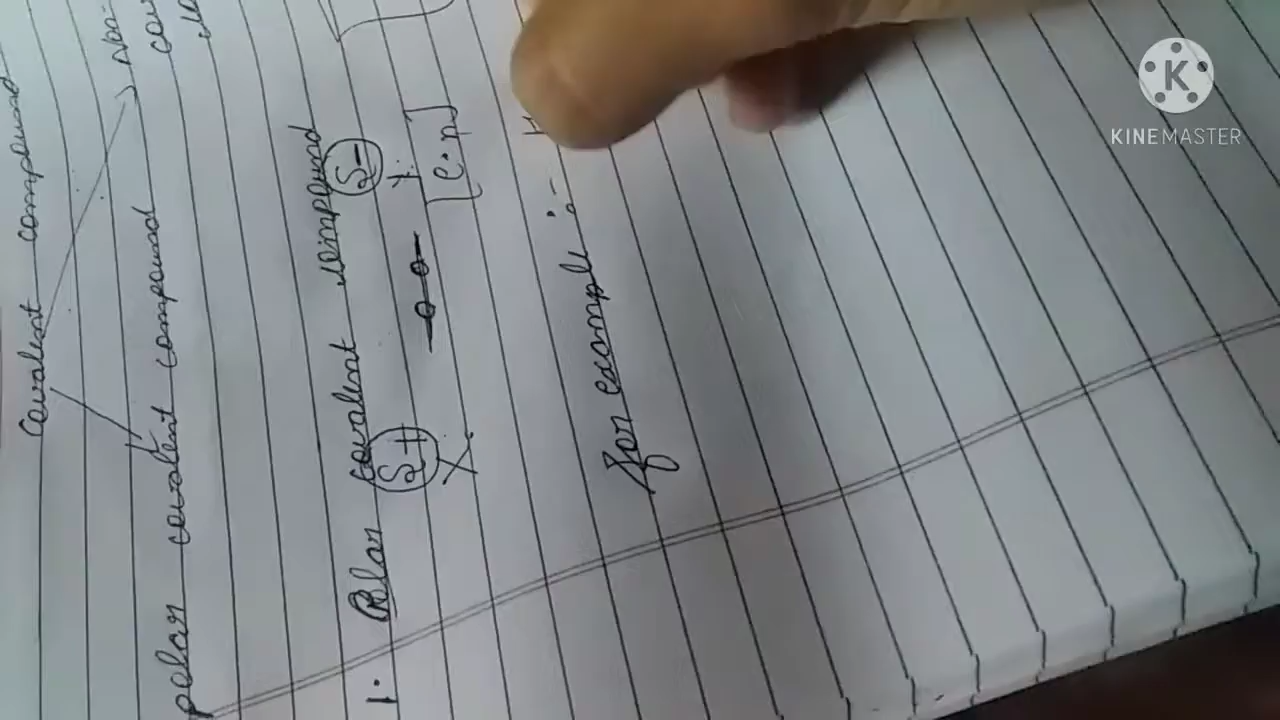 covalent compound
polar covalent compound
Non-
1. Polar covalent compound
δ+ δ-
X. Y.
[e.n]
for example :-
H
KINEMASTER